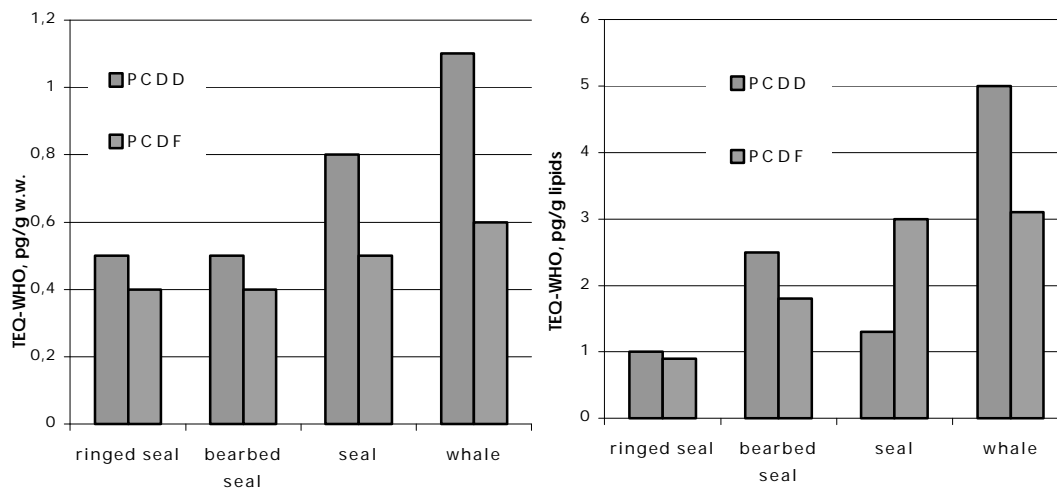 TEQ-WHO, pg/g w.w.
1,2
1
0,8
0,6
0,4
0,2
0
PCDD
PCDF
ringed seal
bearbed
seal
seal
whale
TEQ-WHO, pg/g lipids
6
5
4
3
2
1
0
PCDD
PCDF
ringed seal
bearbed
seal
seal
whale